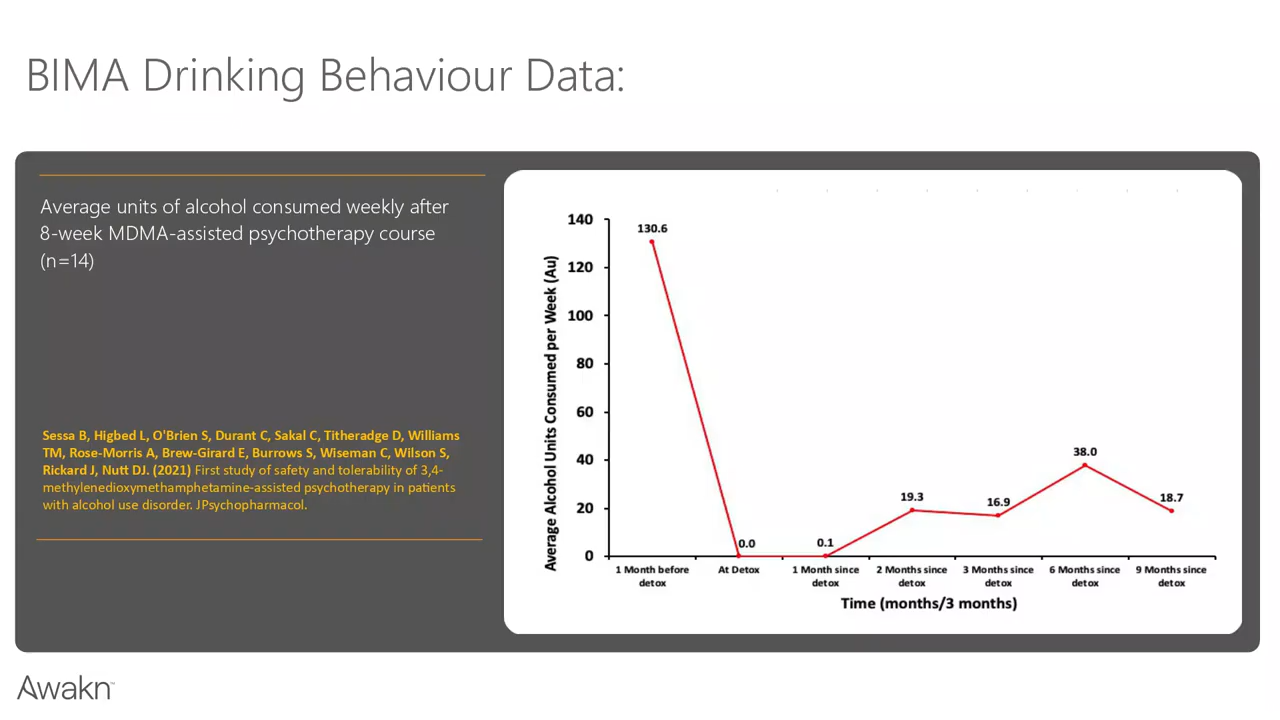 BIMA Drinking Behaviour Data:
Average units of alcohol consumed weekly after
8-week MDMA-assisted psychotherapy course
(n=14)
Sessa B, Higbed L, O'Brien S, Durant C, Sakal C, Titheradge D, Williams
TM, Rose-Morris A, Brew-Girard E, Burrows S, Wiseman C, Wilson S,
Rickard J, Nutt DJ. (2021) First study of safety and tolerability of 3,4-
methylenedioxymethamphetamine-assisted psychotherapy in patients
with alcohol use disorder. JPsychopharmacol.
Average Alcohol Units Consumed per Week (Au)
140
120
100
80
60
40
20
0
130.6
0.0
0.1
19.3
16.9
38.0
18.7
1 Month before
detox
At Detox
1 Month since
detox
2 Months since
detox
3 Months since
detox
6 Months since
detox
9 Months since
detox
Time (months/3 months)
Awakn™